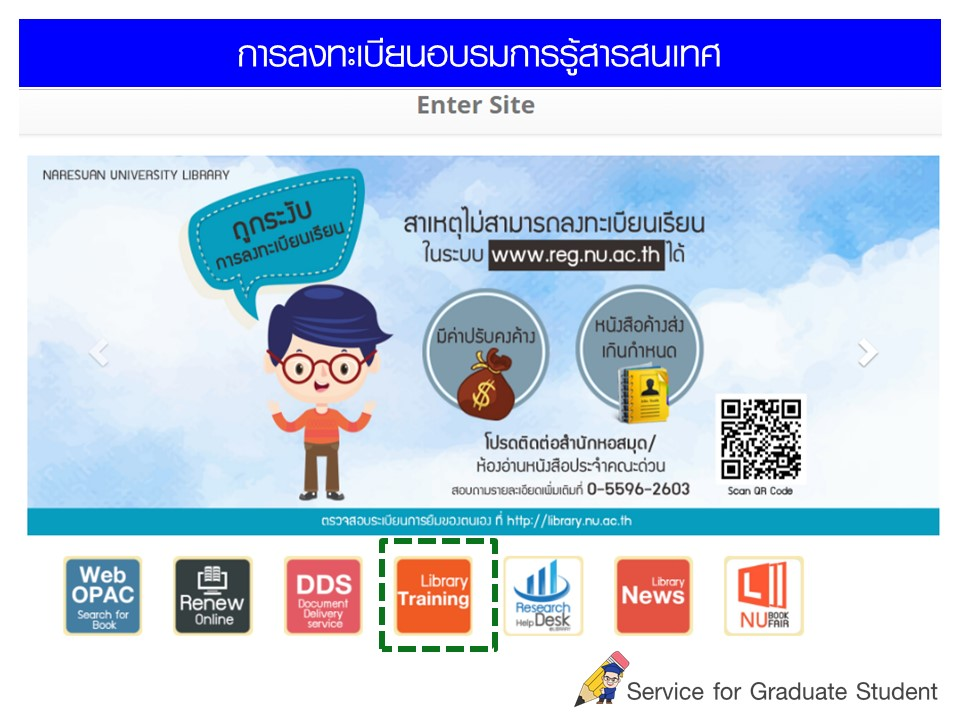 การลงทะเบียนอบรมการรู้สารสนเทศ
Enter Site
NARESUAN UNIVERSITY LIBRARY
ถูกระงับ
การลงทะเบียนเรียน
สาเหตุไม่สามารถลงทะเบียนเรียน
ในระบบ www.reg.nu.ac.th ได้
มีค่าปรับคงค้าง
หนังสือค้างส่ง
เกินกำหนด
โปรดติดต่อสำนักหอสมุด/
ห้องอ่านหนังสือประจำคณะด่วน
สอบถามรายละเอียดเพิ่มเติมที่ 0-5596-2603
Scan QR Code
ตรวจสอบระเบียนการยืมของตนเอง ที่ http://library.nu.ac.th
Web
OPAC
Search for
Book
Renew
Online
DDS
Document
Delivery
service
Library
Training
Research
Help Desk
Library
News
NU BOOK
FAIR
Service for Graduate Student